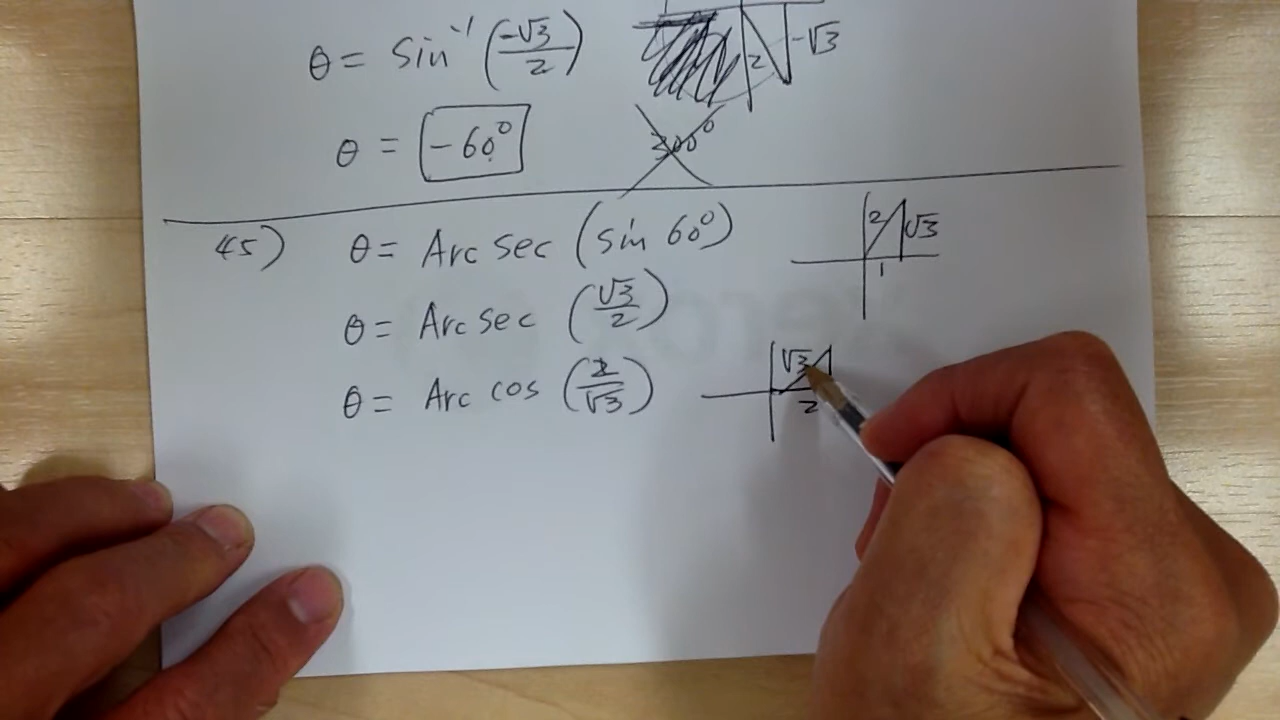 θ = sin⁻¹ (-√3/2)
2 -√3
θ = -60°
300°
45) θ = Arc sec (sin 60°)
2 √3
1
θ = Arc sec (√3/2)
θ = Arc cos (2/√3)
√3
2